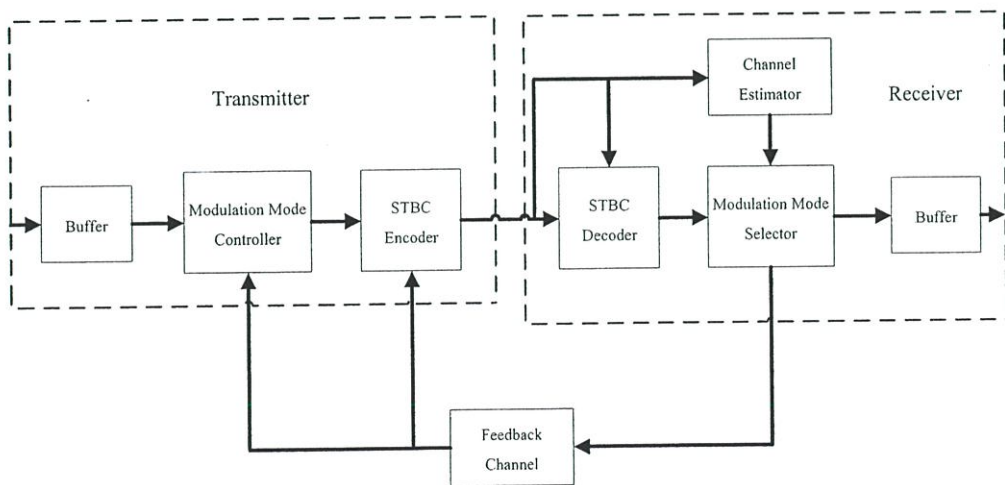 Transmitter
Buffer
Modulation Mode
Controller
STBC
Encoder
Channel
Estimator
Receiver
STBC
Decoder
Modulation Mode
Selector
Buffer
Feedback
Channel